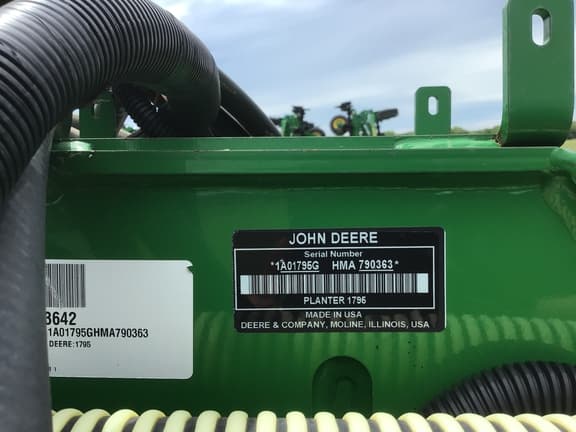 JOHN DEERE
Serial Number
*1A01795G HMA 790363*
PLANTER 1795
MADE IN USA
DEERE & COMPANY, MOLINE, ILLINOIS, USA
3642
1A01795GHMA790363
DEERE:1795